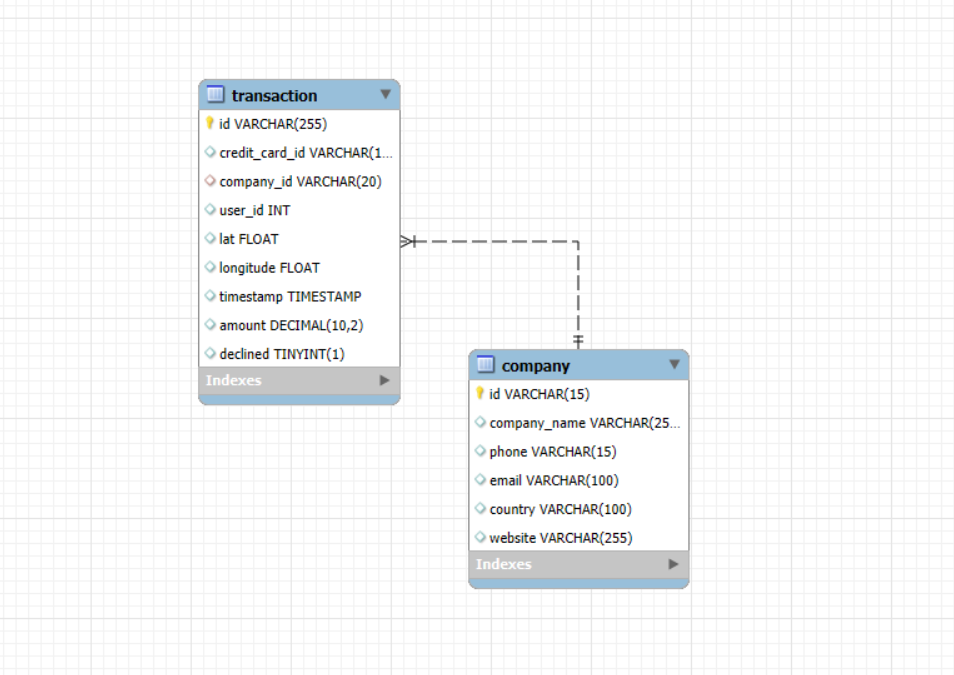 transaction
id VARCHAR(255)
credit_card_id VARCHAR(1...
company_id VARCHAR(20)
user_id INT
lat FLOAT
longitude FLOAT
timestamp TIMESTAMP
amount DECIMAL(10,2)
declined TINYINT(1)
Indexes
company
id VARCHAR(15)
company_name VARCHAR(25...
phone VARCHAR(15)
email VARCHAR(100)
country VARCHAR(100)
website VARCHAR(255)
Indexes